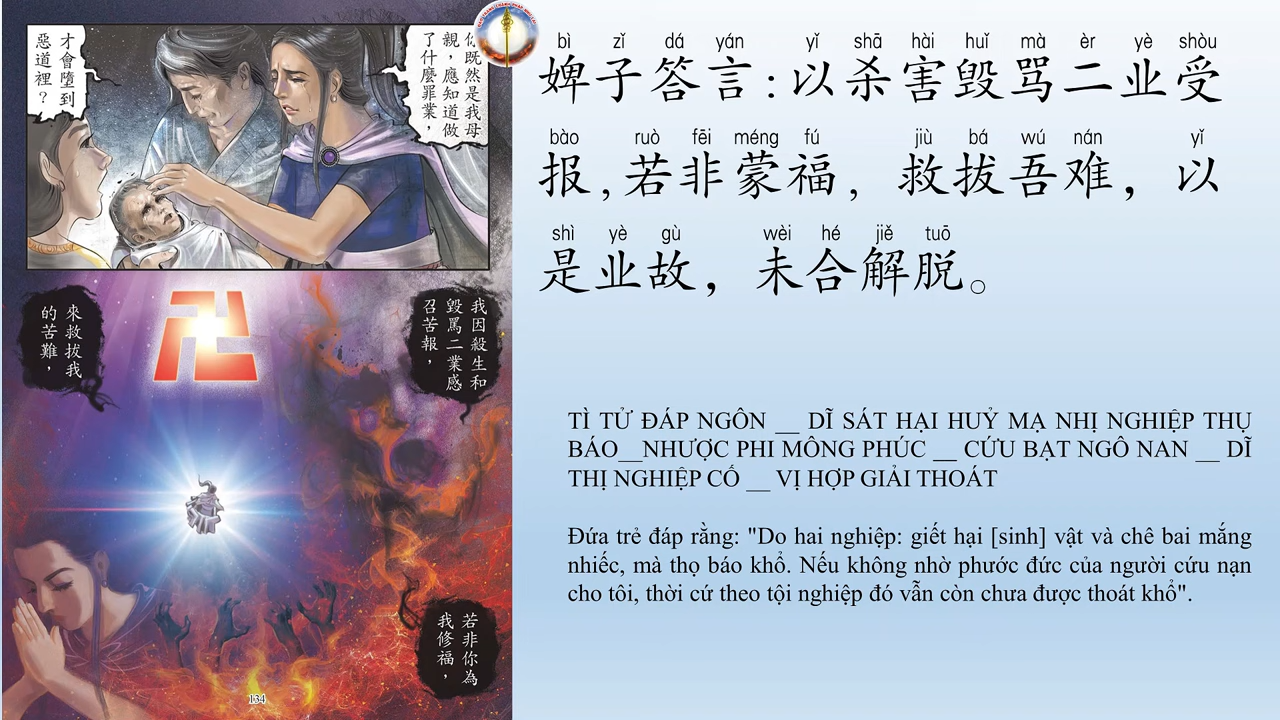 你既然是我母
親，應知道做
了什麼罪業，
才會墮到
惡道裡？
我因殺生和
毀罵二業感
召苦報，
若非你為
我修福，
來救拔我
的苦難，
134
bì zǐ dá yán yǐ shā hài huǐ mà èr yè shòu
婢子答言:以杀害毁骂二业受
bào ruò fēi méng fú jiù bá wú nán yǐ
报,若非蒙福，救拔吾难，以
shì yè gù wèi hé jiě tuō
是业故，未合解脱。
TÌ TỬ ĐÁP NGÔN __ DĨ SÁT HẠI HUỶ MẠ NHỊ NGHIỆP THỤ
BÁO__NHƯỢC PHI MÔNG PHÚC __ CỨU BẠT NGÔ NAN __ DĨ
THỊ NGHIỆP CỐ __ VỊ HỢP GIẢI THOÁT
Đứa trẻ đáp rằng: "Do hai nghiệp: giết hại [sinh] vật và chê bai mắng
nhiếc, mà thọ báo khổ. Nếu không nhờ phước đức của người cứu nạn
cho tôi, thời cứ theo tội nghiệp đó vẫn còn chưa được thoát khổ".